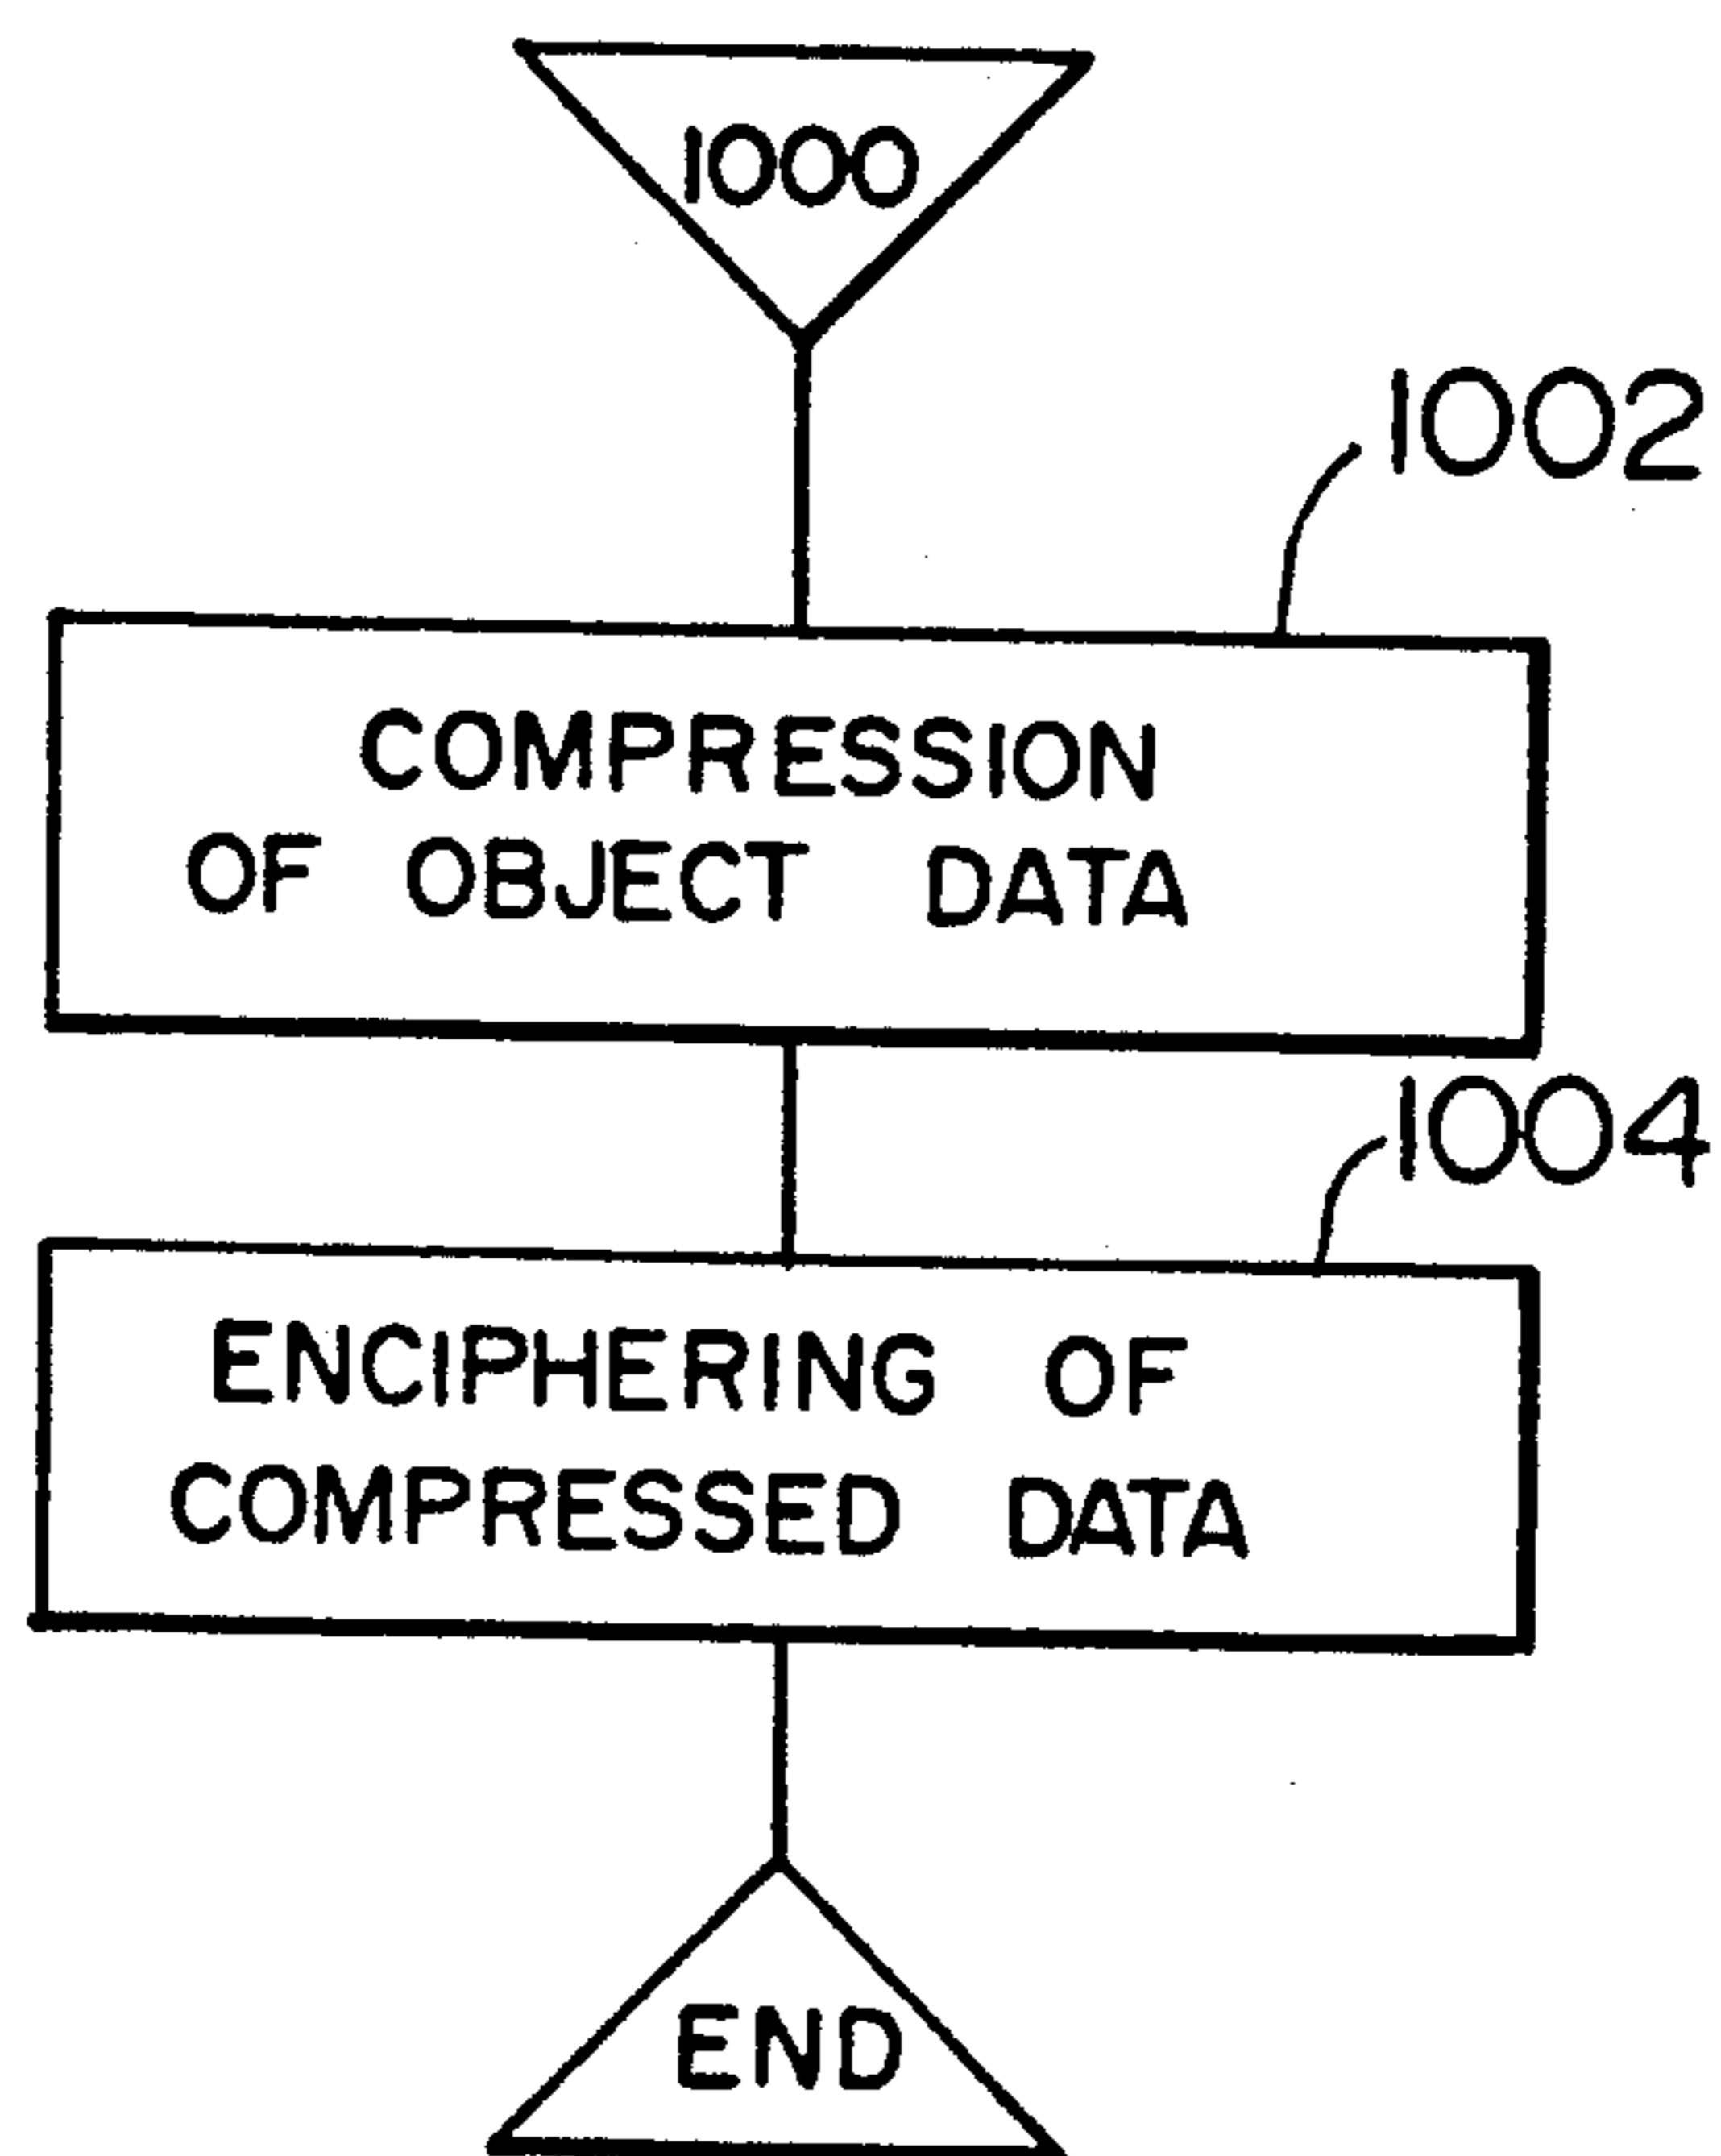 1000
1002
COMPRESSION
OF OBJECT DATA
1004
ENCIPHERING OF
COMPRESSED DATA
END